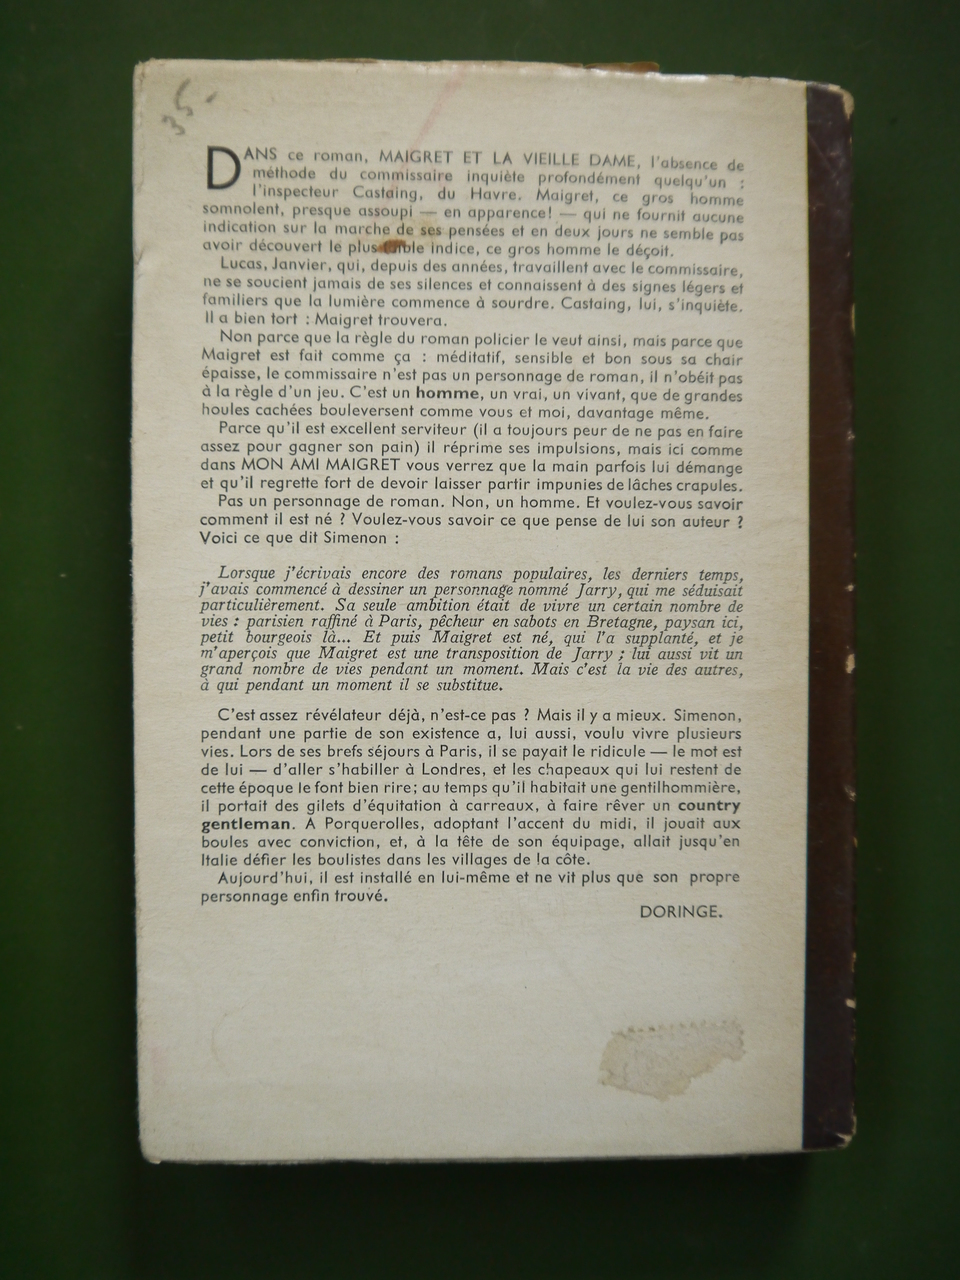 35
DANS ce roman, MAIGRET ET LA VIEILLE DAME, l'absence de
méthode du commissaire inquiète profondément quelqu'un :
l'inspecteur Castaing, du Havre. Maigret, ce gros homme
somnolent, presque assoupi — en apparence! — qui ne fournit aucune
indication sur la marche de ses pensées et en deux jours ne semble pas
avoir découvert le plus indice, ce gros homme le déçoit.
Lucas, Janvier, qui, depuis des années, travaillent avec le commissaire,
ne se soucient jamais de ses silences et connaissent à des signes légers et
familiers que la lumière commence à sourdre. Castaing, lui, s'inquiète.
Il a bien tort : Maigret trouvera.
Non parce que la règle du roman policier le veut ainsi, mais parce que
Maigret est fait comme ça : méditatif, sensible et bon sous sa chair
épaisse, le commissaire n'est pas un personnage de roman, il n'obéit pas
à la règle d'un jeu. C'est un homme, un vrai, un vivant, que de grandes
houles cachées bouleversent comme vous et moi, davantage même.
Parce qu'il est excellent serviteur (il a toujours peur de ne pas en faire
assez pour gagner son pain) il réprime ses impulsions, mais ici comme
dans MON AMI MAIGRET vous verrez que la main parfois lui démange
et qu'il regrette fort de devoir laisser partir impunies de lâches crapules.
Pas un personnage de roman. Non, un homme. Et voulez-vous savoir
comment il est né ? Voulez-vous savoir ce que pense de lui son auteur ?
Voici ce que dit Simenon :
Lorsque j'écrivais encore des romans populaires, les derniers temps,
j'avais commencé à dessiner un personnage nommé Jarry, qui me séduisait
particulièrement. Sa seule ambition était de vivre un certain nombre de
vies : parisien raffiné à Paris, pêcheur en sabots en Bretagne, paysan ici,
petit bourgeois là... Et puis Maigret est né, qui l'a supplanté, et je
m'aperçois que Maigret est une transposition de Jarry ; lui aussi vit un
grand nombre de vies pendant un moment. Mais c'est la vie des autres,
à qui pendant un moment il se substitue.
C'est assez révélateur déjà, n'est-ce pas ? Mais il y a mieux. Simenon,
pendant une partie de son existence a, lui aussi, voulu vivre plusieurs
vies. Lors de ses brefs séjours à Paris, il se payait le ridicule — le mot est
de lui — d'aller s'habiller à Londres, et les chapeaux qui lui restent de
cette époque le font bien rire; au temps qu'il habitait une gentilhommière,
il portait des gilets d'équitation à carreaux, à faire rêver un country
gentleman. A Porquerolles, adoptant l'accent du midi, il jouait aux
boules avec conviction, et, à la tête de son équipage, allait jusqu'en
Italie défier les boulistes dans les villages de la côte.
Aujourd'hui, il est installé en lui-même et ne vit plus que son propre
personnage enfin trouvé.
DORINGE.